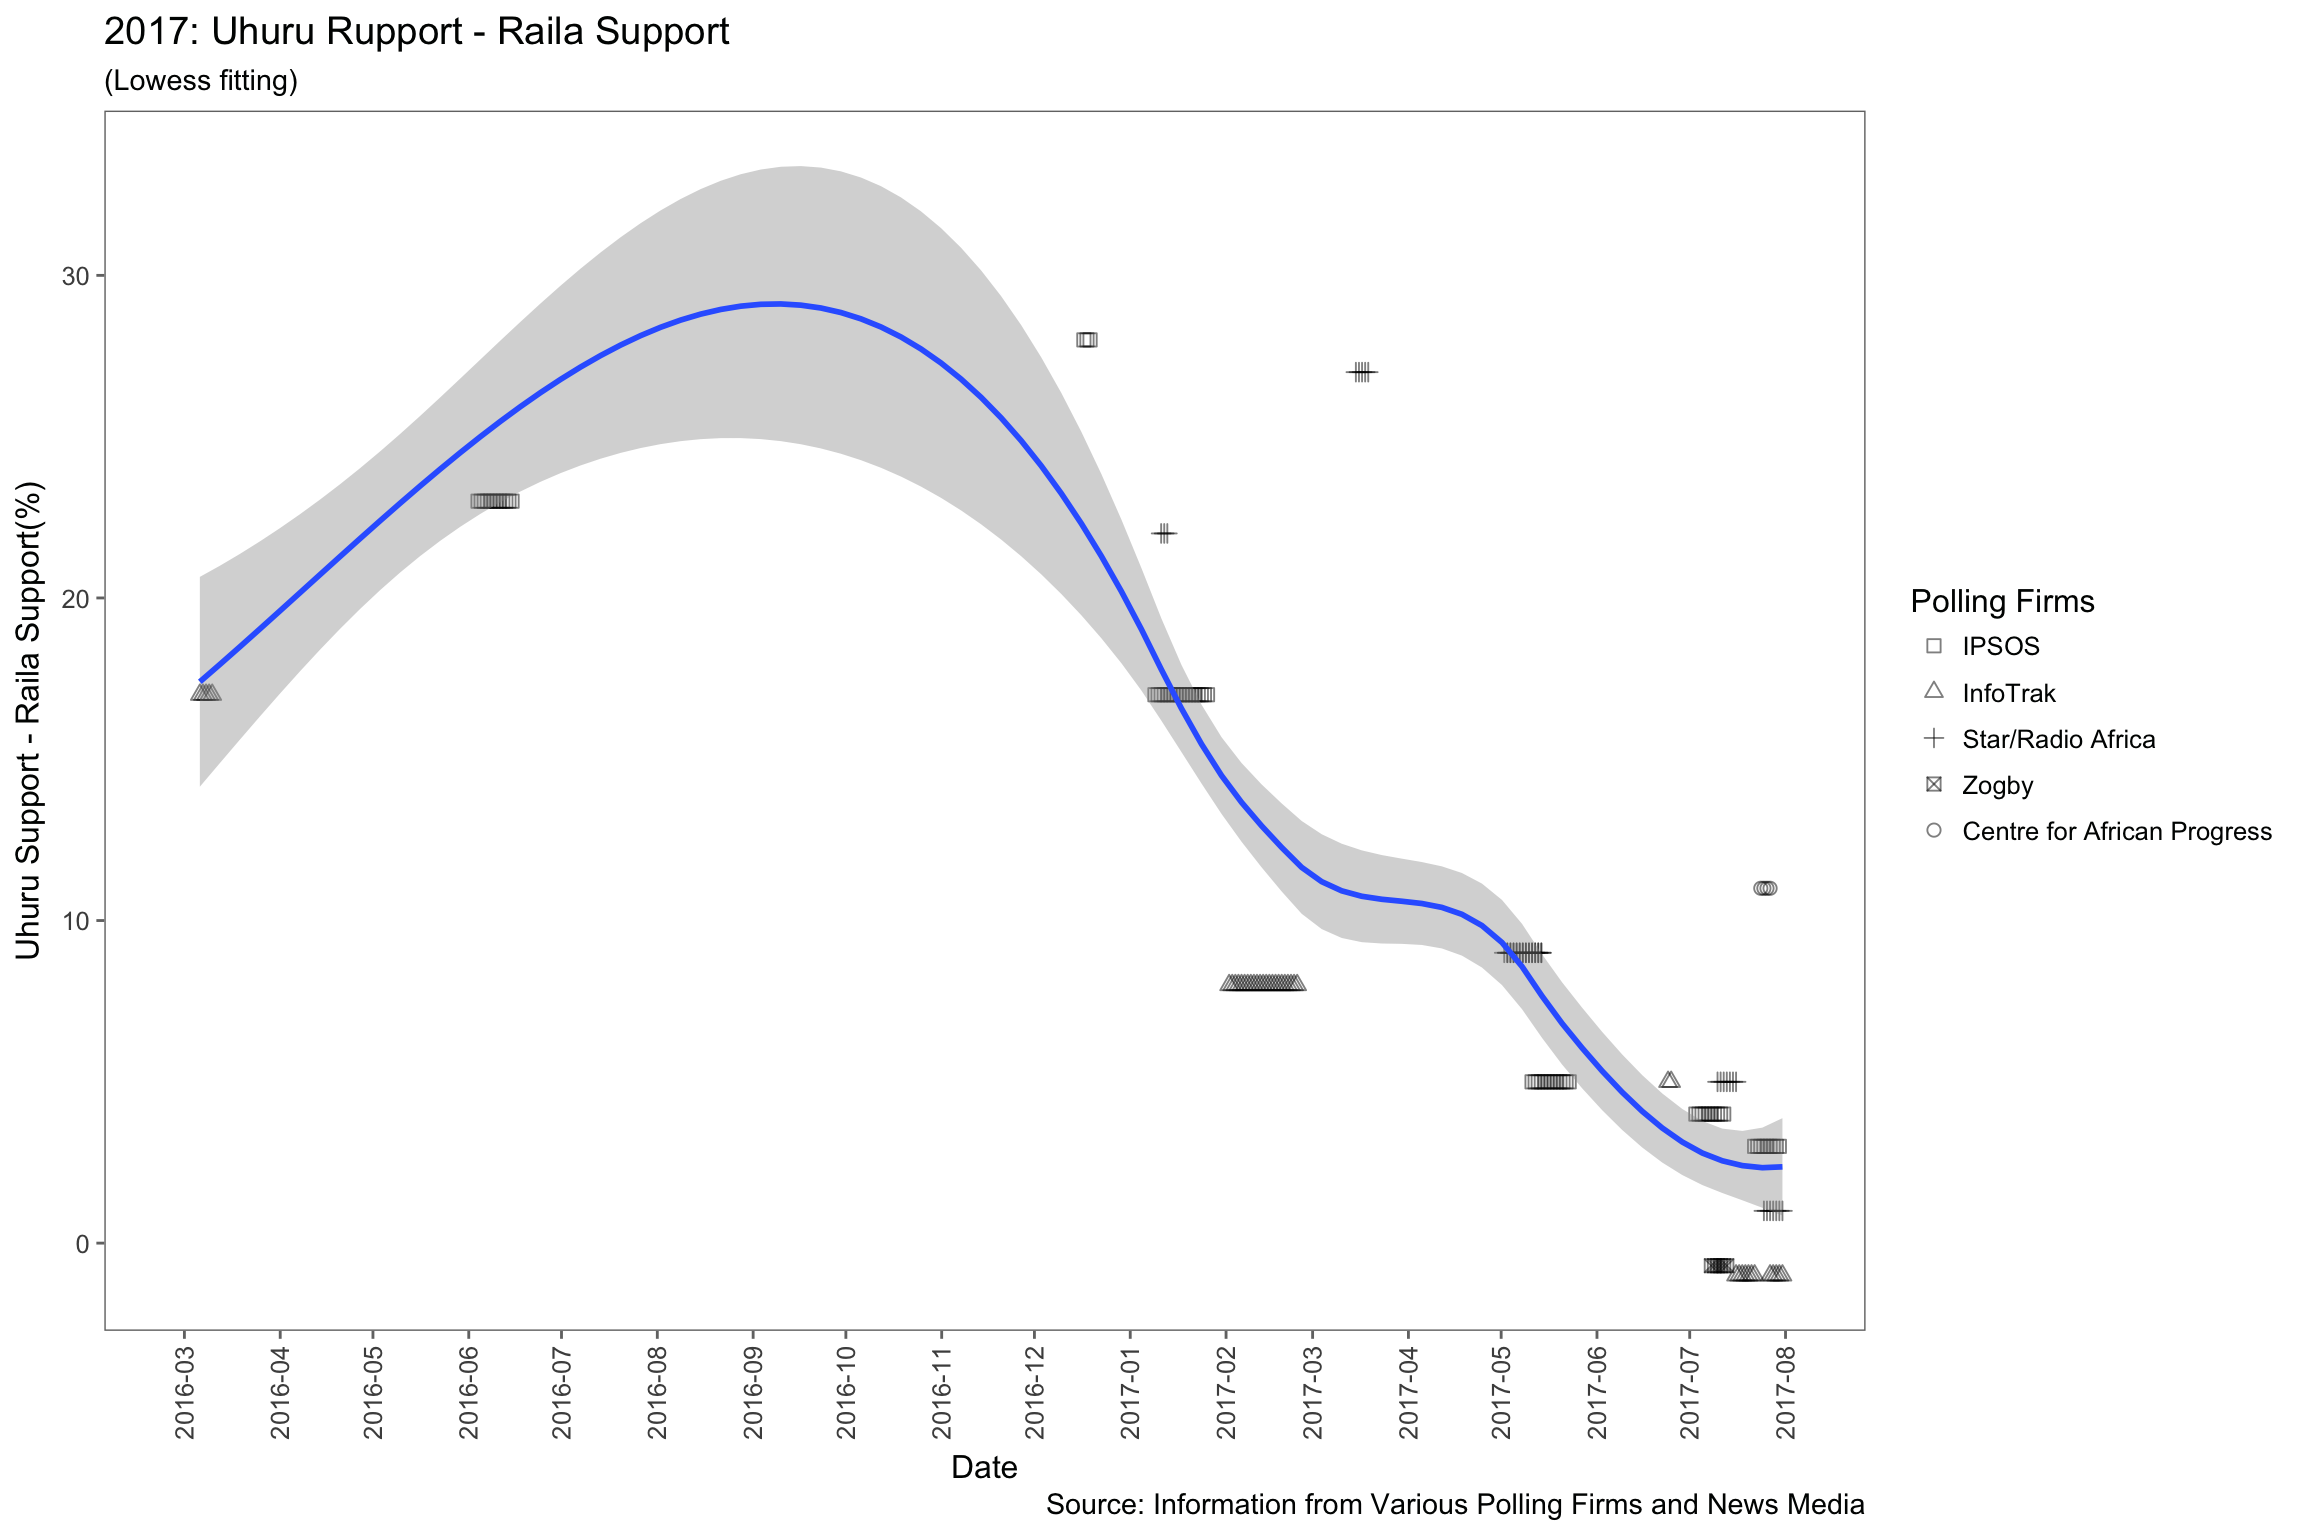 2017: Uhuru Rupport - Raila Support
(Lowess fitting)
Uhuru Support - Raila Support(%)
30
20
10
0
2016-03
2016-04
2016-05
2016-06
2016-07
2016-08
2016-09
2016-10
2016-11
2016-12
2017-01
2017-02
2017-03
2017-04
2017-05
2017-06
2017-07
2017-08
Date
Polling Firms
IPSOS
InfoTrak
Star/Radio Africa
Zogby
Centre for African Progress
Source: Information from Various Polling Firms and News Media